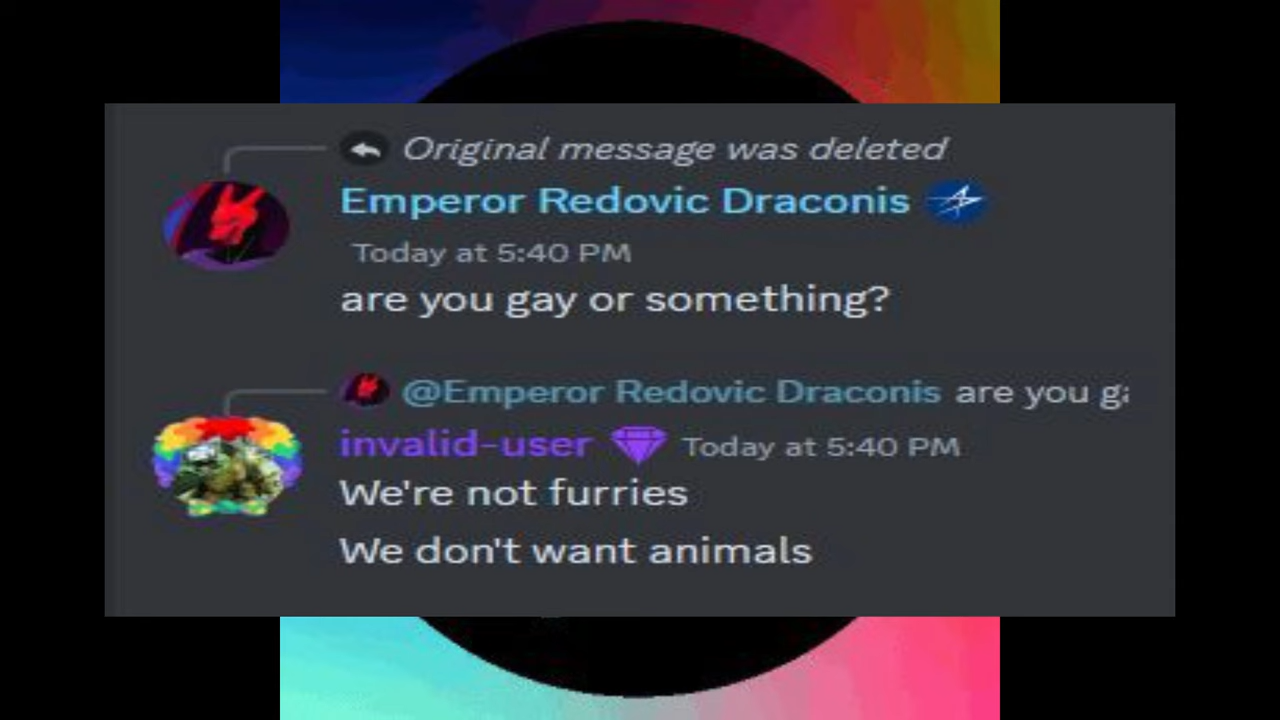 Original message was deleted
Emperor Redovic Draconis
Today at 5:40 PM
are you gay or something?
@Emperor Redovic Draconis are you ga
invalid-user Today at 5:40 PM
We're not furries
We don't want animals